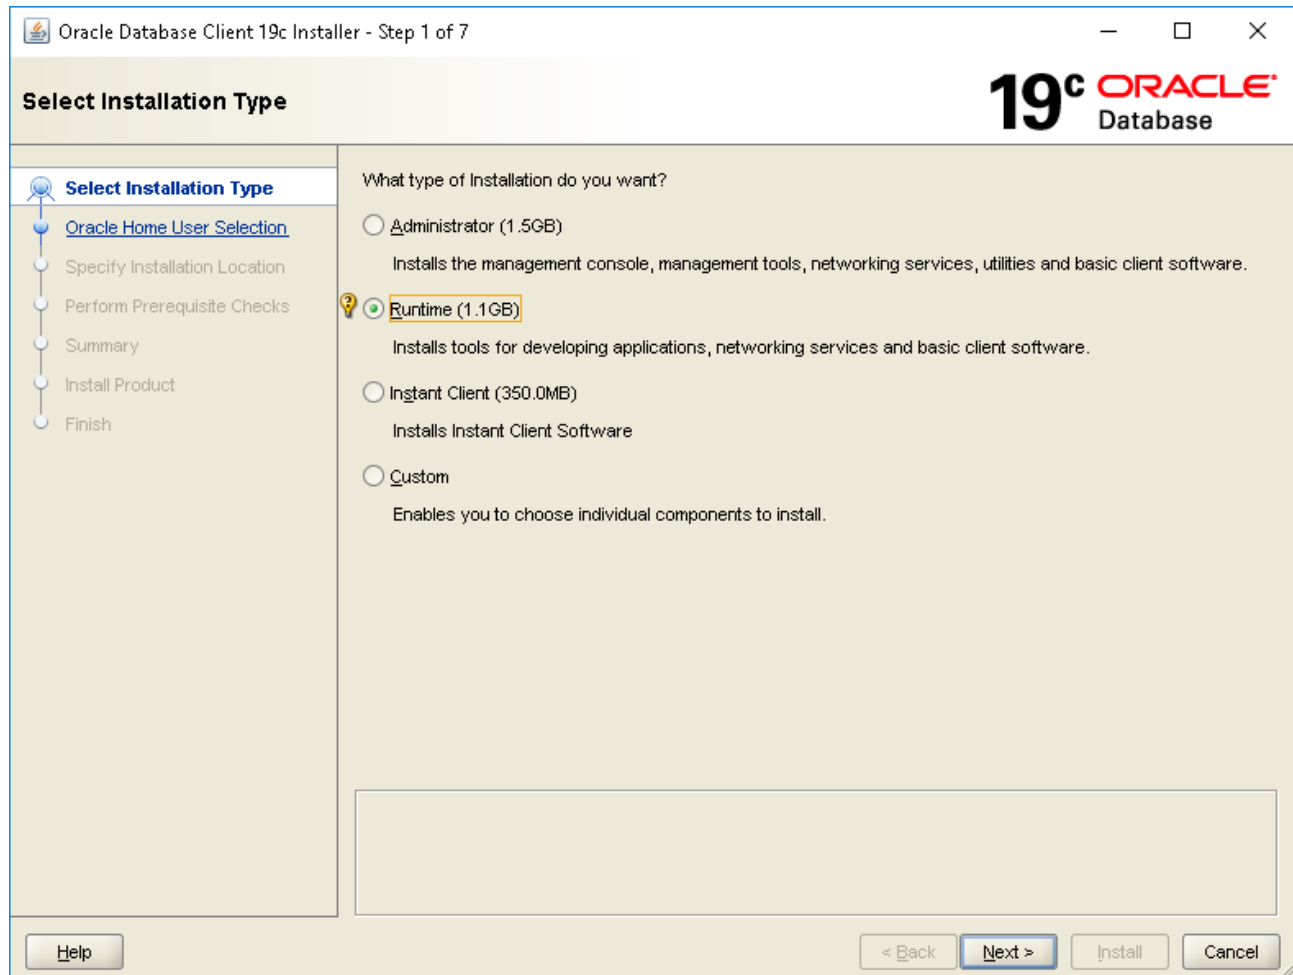 Oracle Database Client 19c Installer - Step 1 of 7
Select Installation Type
19c ORACLE
Database
Select Installation Type
Oracle Home User Selection
Specify Installation Location
Perform Prerequisite Checks
Summary
Install Product
Finish
What type of Installation do you want?
Administrator (1.5GB)
Installs the management console, management tools, networking services, utilities and basic client software.
Runtime (1.1GB)
Installs tools for developing applications, networking services and basic client software.
Instant Client (350.0MB)
Installs Instant Client Software
Custom
Enables you to choose individual components to install.
Help
< Back
Next >
Install
Cancel